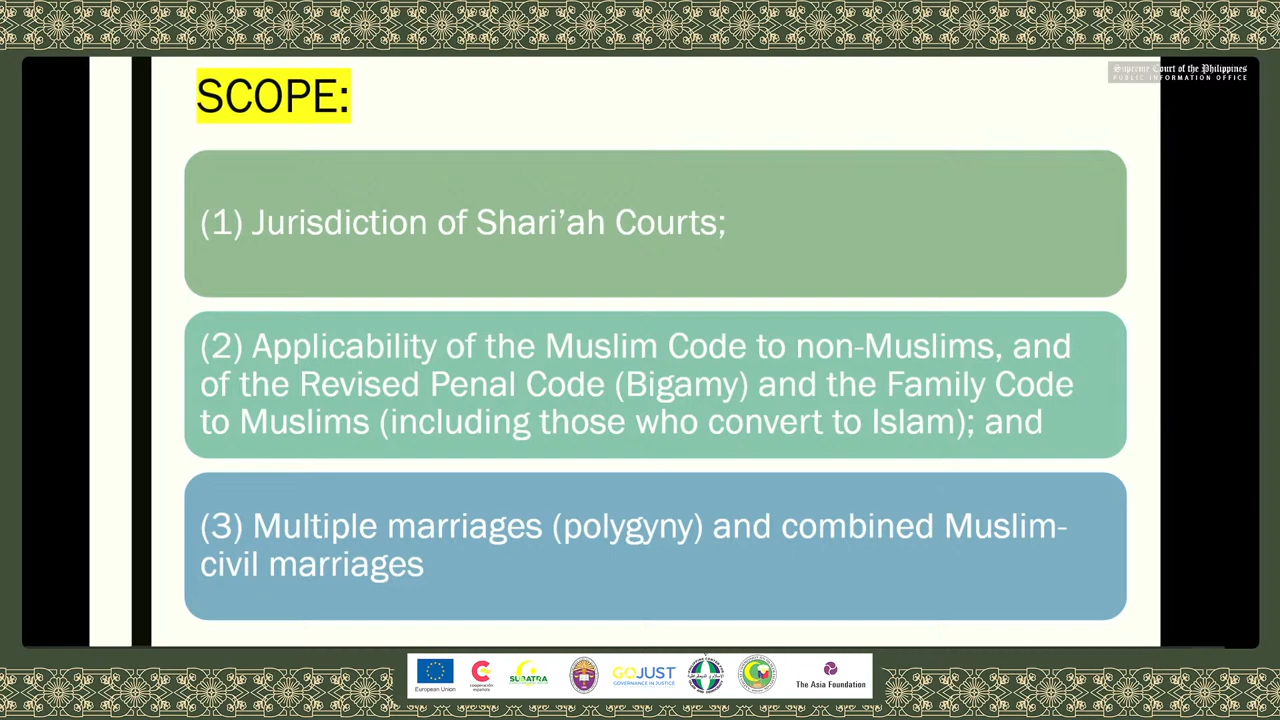 Supreme Court of the Philippines
PUBLIC INFORMATION OFFICE
SCOPE:
(1) Jurisdiction of Shari’ah Courts;
(2) Applicability of the Muslim Code to non-Muslims, and
of the Revised Penal Code (Bigamy) and the Family Code
to Muslims (including those who convert to Islam); and
(3) Multiple marriages (polygyny) and combined Muslim-
civil marriages
European Union
cooperación
española
SUBATRA
GOJUST
GOVERNANCE IN JUSTICE
The Asia Foundation